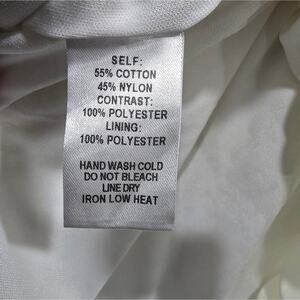 SELF:
55% COTTON
45% NYLON
CONTRAST:
100% POLYESTER
LINING:
100% POLYESTER
HAND WASH COLD
DO NOT BLEACH
LINE DRY
IRON LOW HEAT